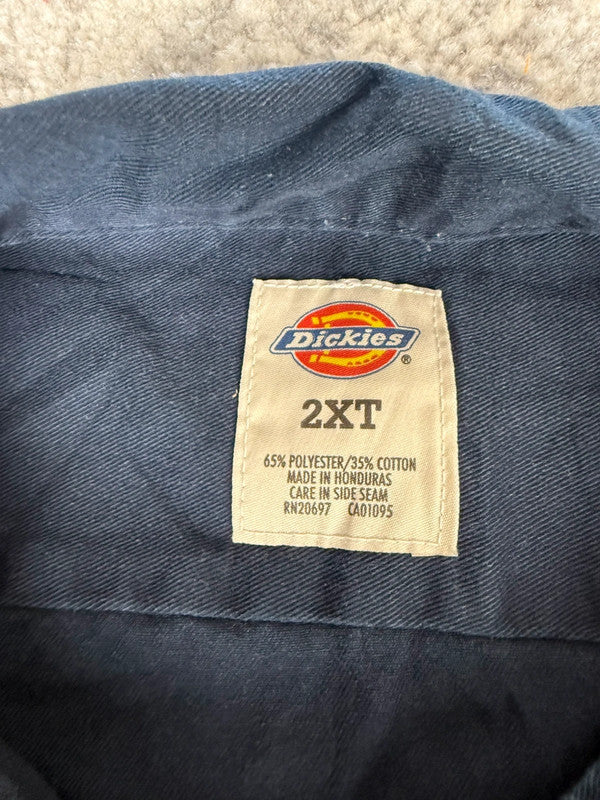 Dickies®
2XT
65% POLYESTER/35% COTTON
MADE IN HONDURAS
CARE IN SIDE SEAM
RN20697 CA01095